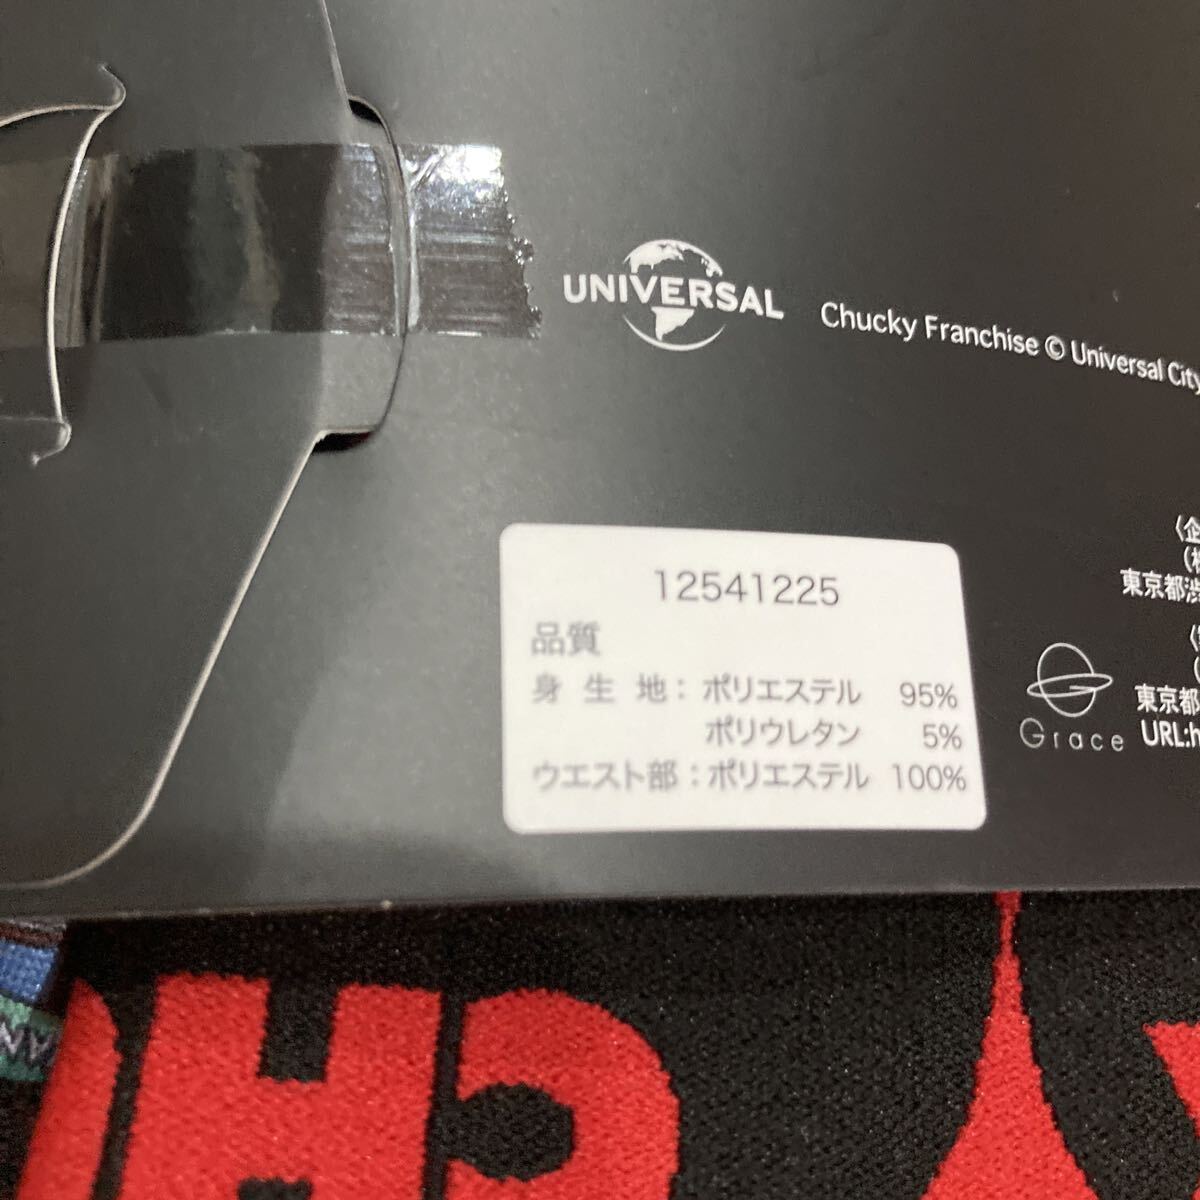 UNIVERSAL
Chucky Franchise © Universal City
12541225
品質
身生地：ポリエステル 95%
ポリウレタン 5%
ウエスト部：ポリエステル 100%
〈企
東京都渋
Grace
東京都
URL:h
CH